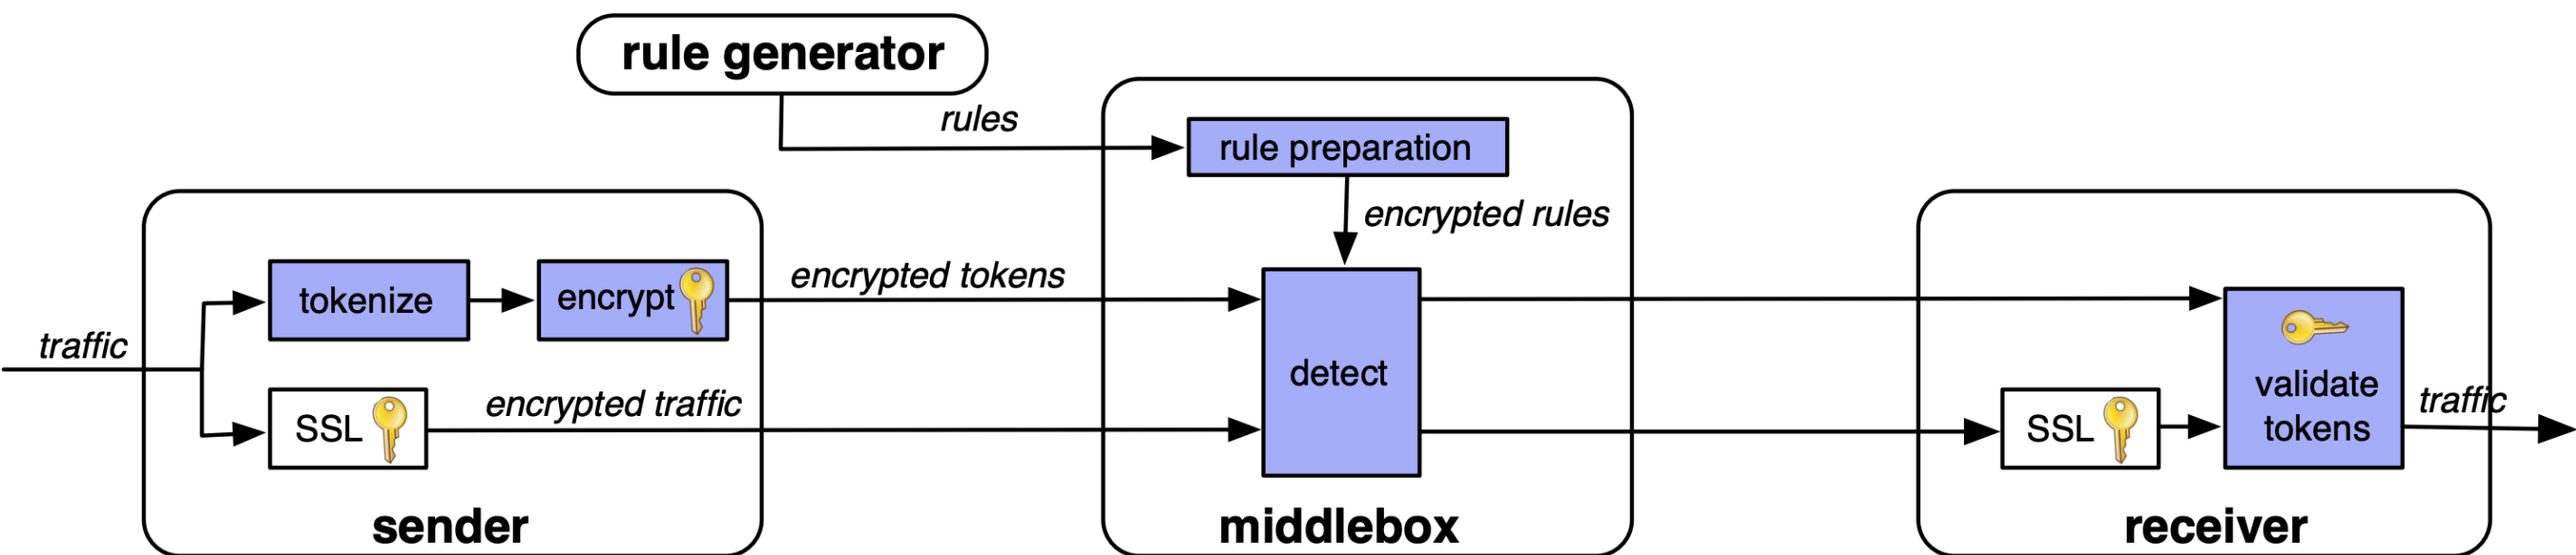 rule generator
rules
rule preparation
encrypted rules
traffic
tokenize
encrypt
encrypted tokens
SSL
encrypted traffic
detect
SSL
validate
tokens
traffic
sender
middlebox
receiver